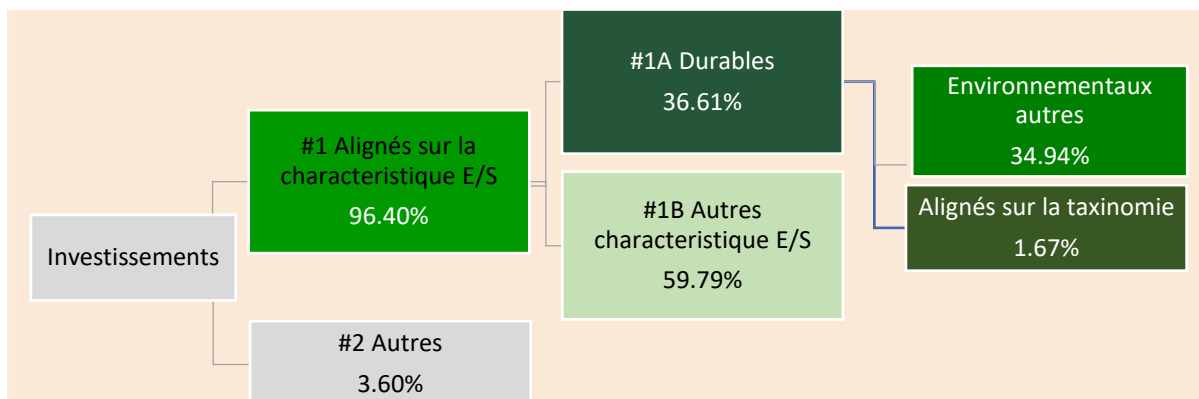 #1A Durables
36.61%
Environnementaux
autres
34.94%
#1 Alignés sur la
characteristique E/S
96.40%
#1B Autres
characteristique E/S
59.79%
Alignés sur la taxinomie
1.67%
Investissements
#2 Autres
3.60%